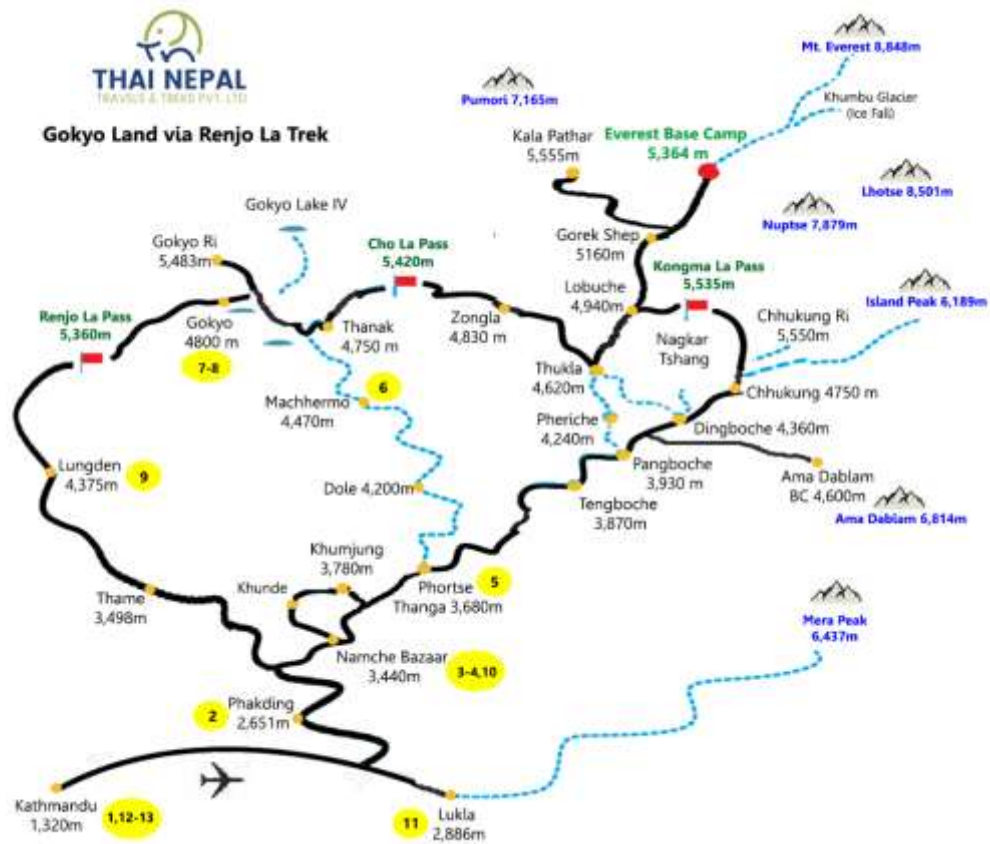 THAI NEPAL
TRAVELS & TREKS PVT. LTD
Gokyo Land via Renjo La Trek
Mt. Everest 8,848m
Pumori 7,165m
Khumbu Glacier
(Ice Fall)
Kala Pathar
5,555m
Everest Base Camp
5,364 m
Lhotse 8,501m
Nuptse 7,879m
Gokyo Lake IV
Gokyo Ri
5,483m
Cho La Pass
5,420m
Gorek Shep
5160m
Kongma La Pass
5,535m
Lobuche
4,940m
Island Peak 6,189m
Renjo La Pass
5,360m
Gokyo
4800 m
7-8
Thanak
4,750 m
Zongla
4,830 m
Nagkar
Tshang
Chhukung Ri
5,550m
Thukla
4,620m
6
Machhermo
4,470m
Chhukung 4750 m
Pheriche
4,240m
Dingboche 4,360m
Lungden
4,375m
9
Dole 4,200m
Pangboche
3,930 m
Tengboche
3,870m
Ama Dablam
BC 4,600m
Ama Dablam 6,814m
Khumjung
3,780m
Khunde
Phortse
Thanga 3,680m
5
Thame
3,498m
Mera Peak
6,437m
Namche Bazaar
3,440m
3-4,10
2
Phakding
2,651m
Kathmandu
1,320m
1,12-13
11
Lukla
2,886m